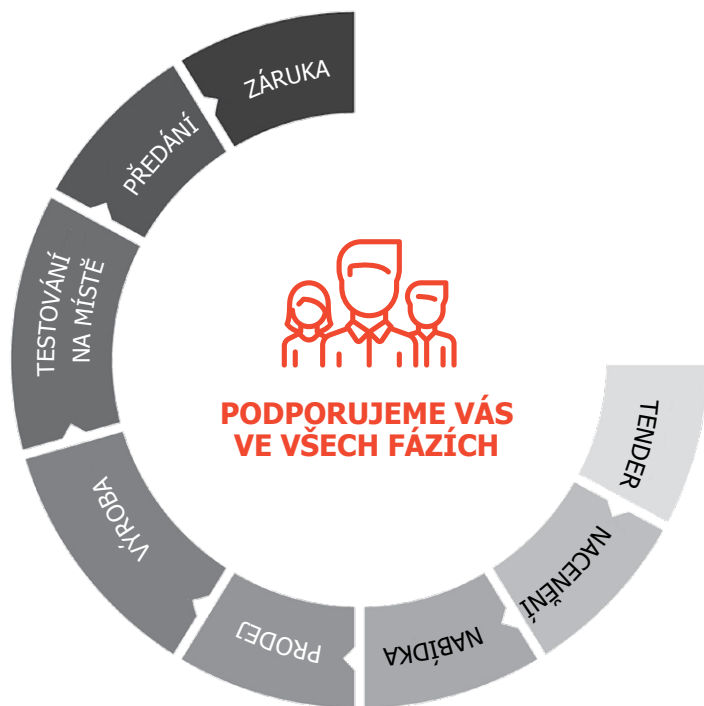 ZÁRUKA
PŘEDÁNÍ
TESTOVÁNÍ
NA MÍSTĚ
VÝROBA
PRODEJ
NABÍDKA
NACENĚNÍ
TENDER
PODPORUJEME VÁS
VE VŠECH FÁZÍCH